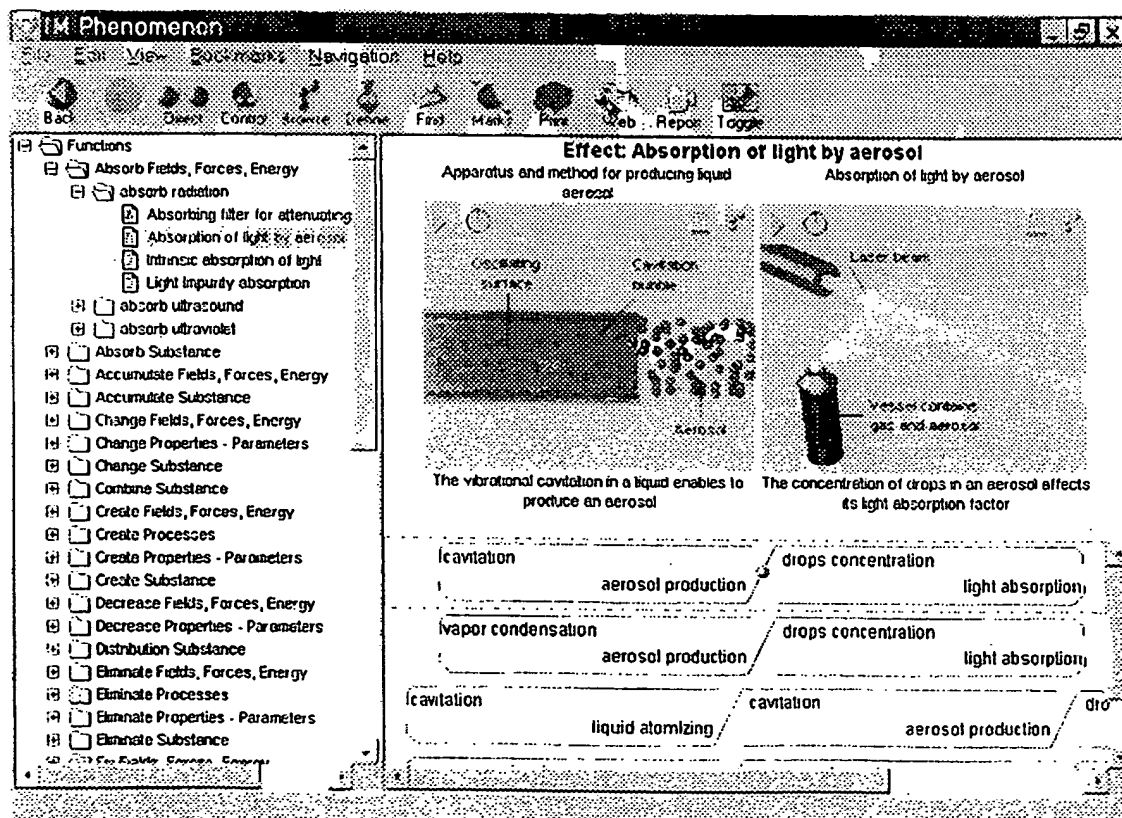 IM Phenomenon
Edit View Bookmarks Navigation Help
Back Direct Control Browse Define Find Marks Print Web Report Toggle
Functions
Absorb Fields, Forces, Energy
absorb radiation
Absorbing filter for attenuating
Absorption of light by aerosol
Intrinsic absorption of light
Light Impurity absorption
absorb ultrasound
absorb ultraviolet
Absorb Substance
Accumulate Fields, Forces, Energy
Accumulate Substance
Change Fields, Forces, Energy
Change Properties - Parameters
Change Substance
Combine Substance
Create Fields, Forces, Energy
Create Processes
Create Properties - Parameters
Create Substance
Decrease Fields, Forces, Energy
Decrease Properties - Parameters
Distribution Substance
Eliminate Fields, Forces, Energy
Eliminate Processes
Eliminate Properties - Parameters
Eliminate Substance
Effect: Absorption of light by aerosol
Apparatus and method for producing liquid
aerosol
Absorption of light by aerosol
Oscillating
surface
Cavitation
bubble
Aerosol
Laser beam
Vessel contains
gas and aerosol
The vibrational cavitation in a liquid enables to
produce an aerosol
The concentration of drops in an aerosol affects
its light absorption factor
cavitation
aerosol production
drops concentration
light absorption
vapor condensation
aerosol production
drops concentration
light absorption
cavitation
liquid atomizing
cavitation
aerosol production
dro